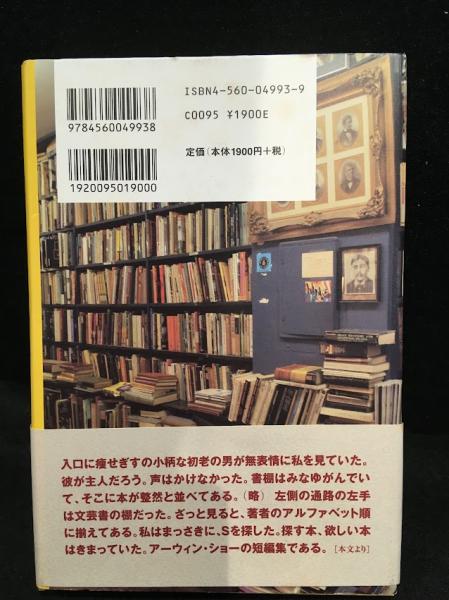 ISBN4-560-04993-9
C0095 ¥1900E
定価(本体1900円+税)
9784560049938
1920095019000
入口に痩せぎすの小柄な初老の男が無表情に私を見ていた。
彼が主人だろう。声はかけなかった。書棚はみなゆがんでい
て、そこに本が整然と並べてある。(略) 左側の通路の左手
は文芸書の棚だった。ざっと見ると、著者のアルファベット順
に揃えてある。私はまっさきに、Sを探した。探す本、欲しい本
はきまっていた。アーウィン・ショーの短編集である。[本文より]